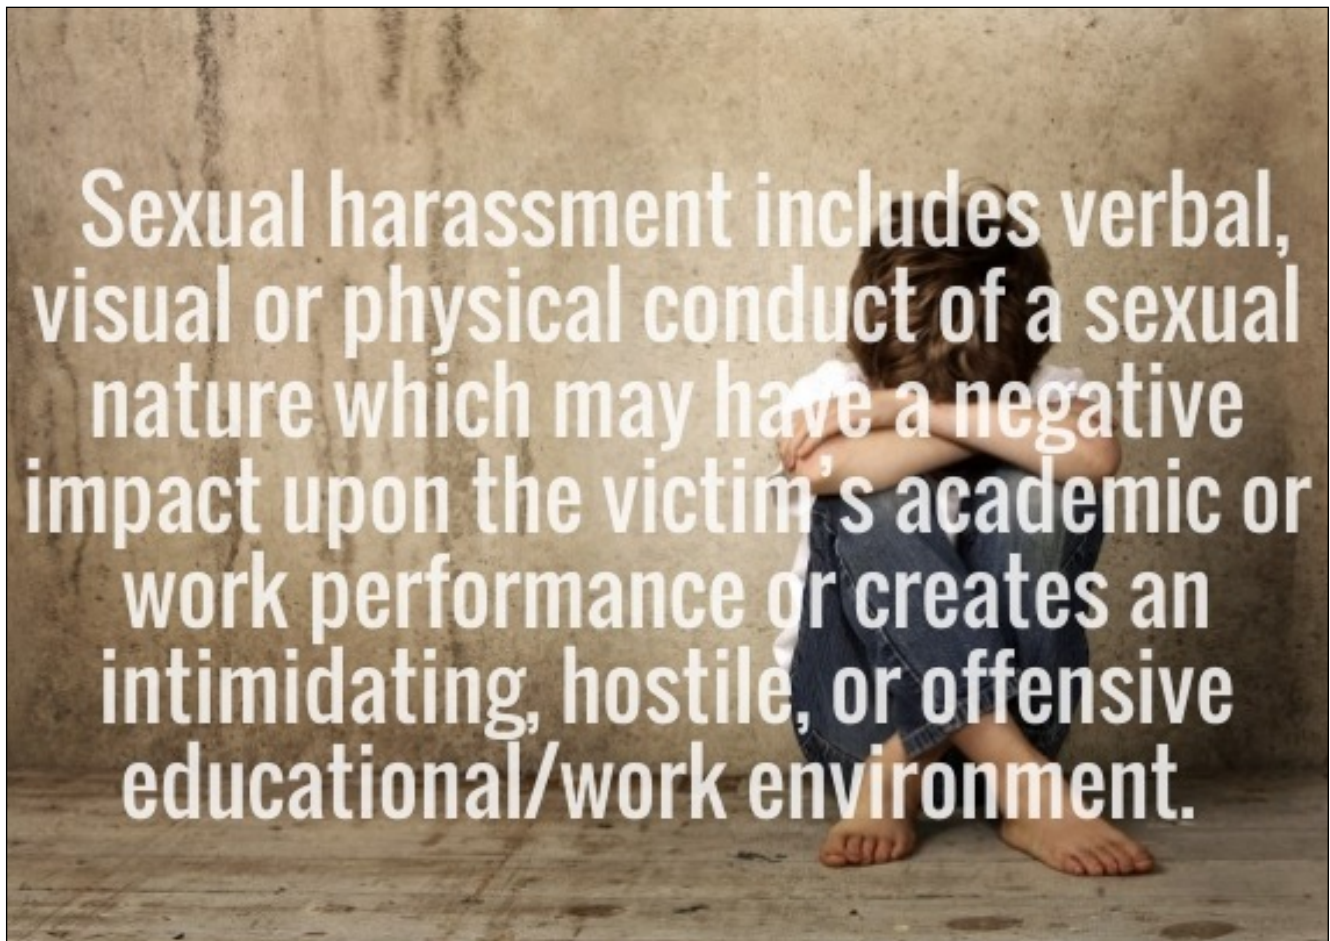 Sexual harassment includes verbal,
visual or physical conduct of a sexual
nature which may have a negative
impact upon the victim's academic or
work performance or creates an
intimidating, hostile, or offensive
educational/work environment.